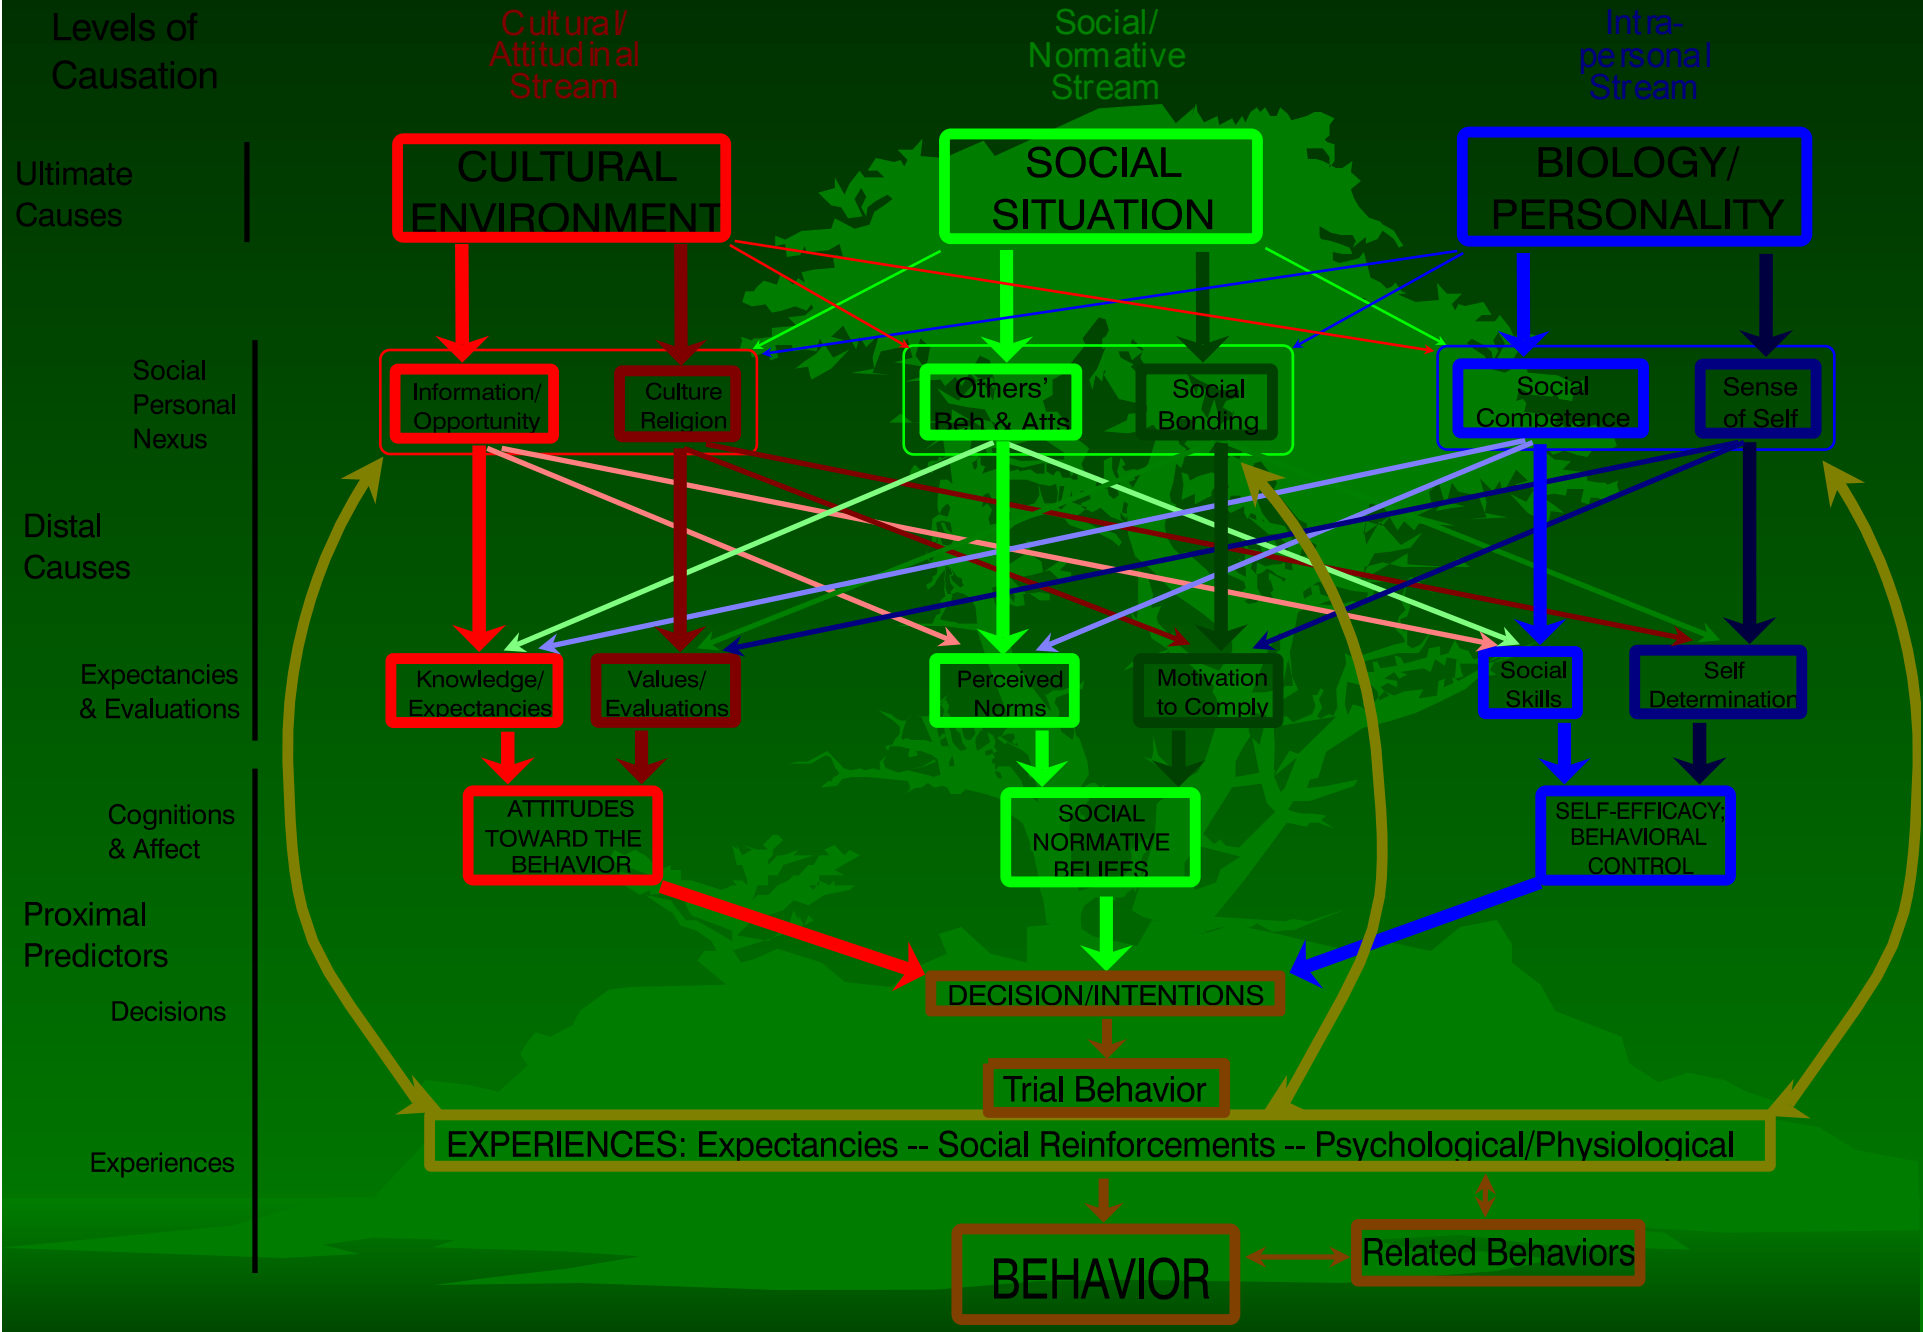 Levels of
Causation
Cultural/
Attitudinal
Stream
Social/
Normative
Stream
Intra-
personal
Stream
Ultimate
Causes
CULTURAL
ENVIRONMENT
SOCIAL
SITUATION
BIOLOGY/
PERSONALITY
Social
Personal
Nexus
Information/
Opportunity
Culture
Religion
Others’
Beh & Atts
Social
Bonding
Social
Competence
Sense
of Self
Distal
Causes
Expectancies
& Evaluations
Knowledge/
Expectancies
Values/
Evaluations
Perceived
Norms
Motivation
to Comply
Social
Skills
Self
Determination
Cognitions
& Affect
ATTITUDES
TOWARD THE
BEHAVIOR
SOCIAL
NORMATIVE
BELIEFS
SELF-EFFICACY;
BEHAVIORAL
CONTROL
Proximal
Predictors
Decisions
DECISION/INTENTIONS
Trial Behavior
Experiences
EXPERIENCES: Expectancies -- Social Reinforcements -- Psychological/Physiological
BEHAVIOR
Related Behaviors